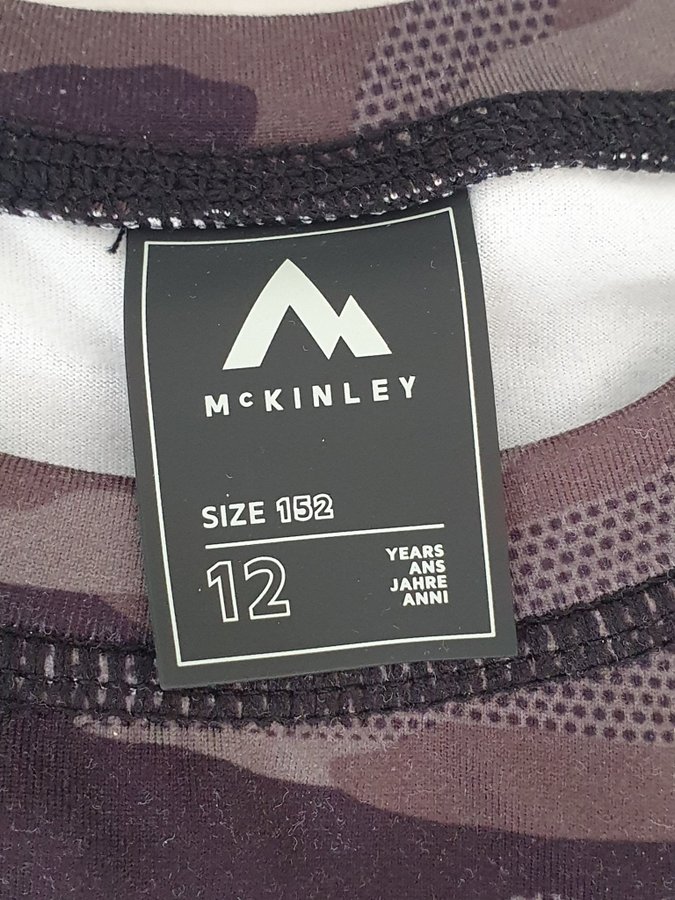 McKINLEY
SIZE 152
12
YEARS
ANS
JAHRE
ANNI